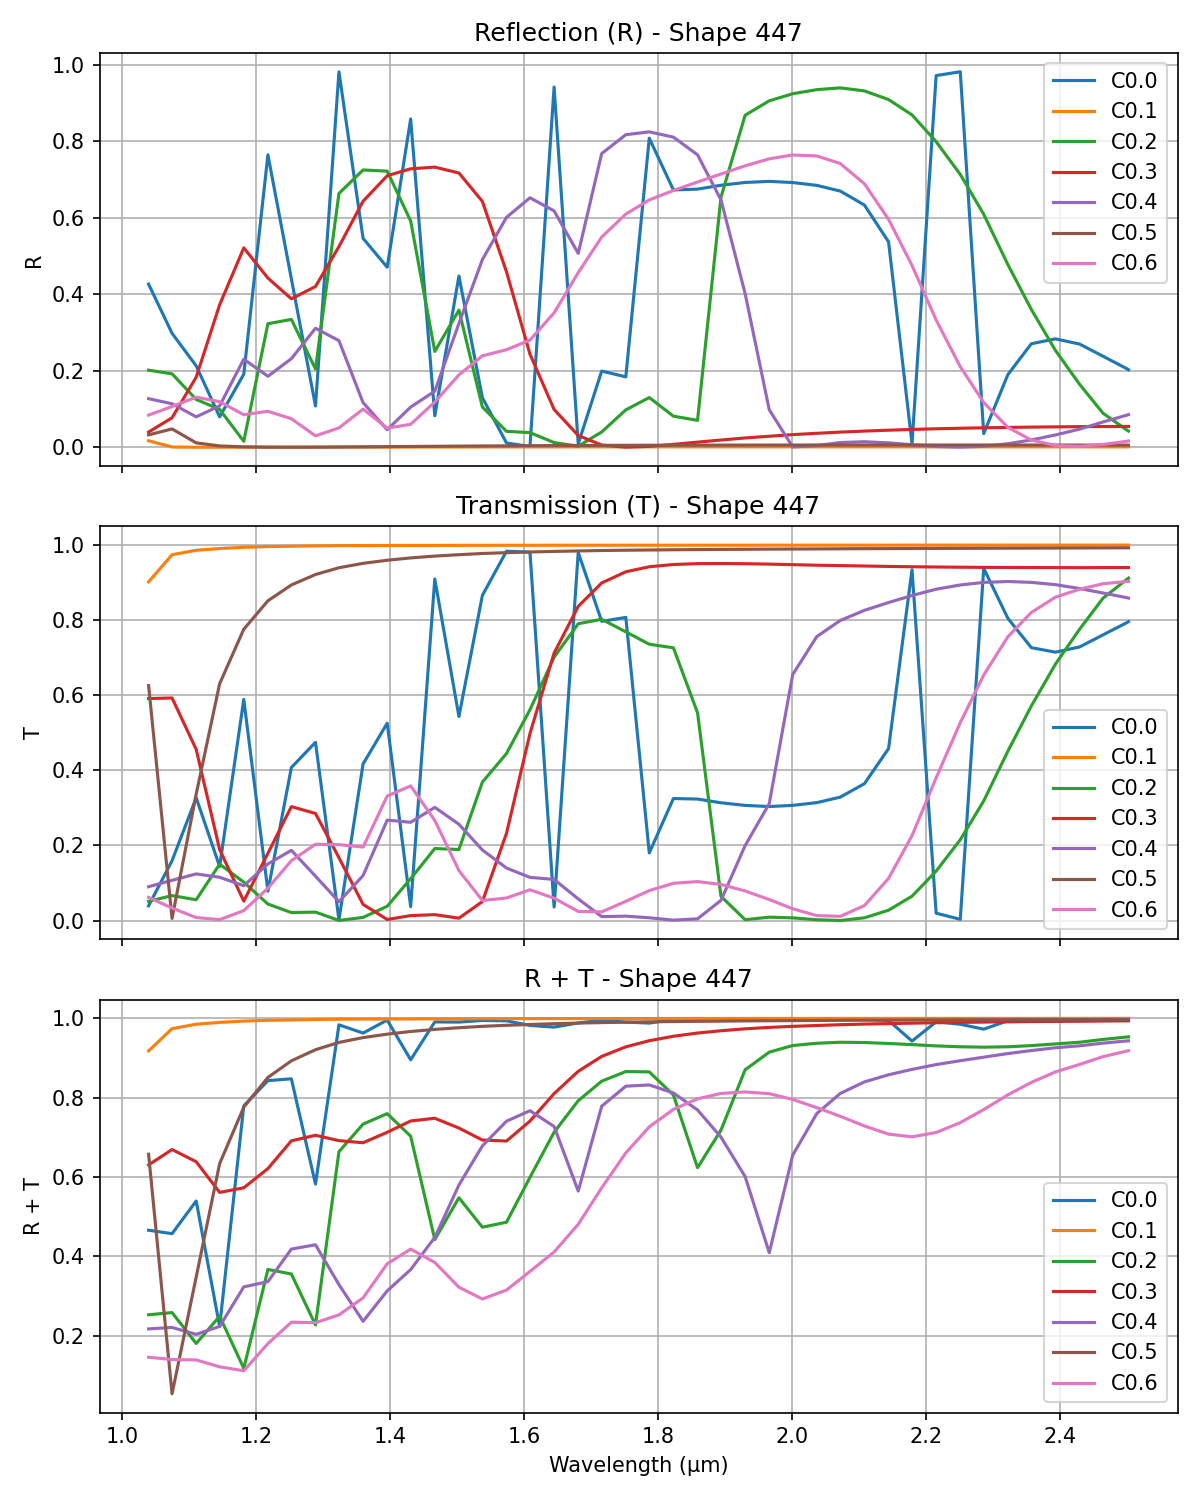 Reflection (R) - Shape 447
1.0
0.8
0.6
0.4
0.2
0.0
R
C0.0
C0.1
C0.2
C0.3
C0.4
C0.5
C0.6
Transmission (T) - Shape 447
1.0
0.8
0.6
0.4
0.2
0.0
T
C0.0
C0.1
C0.2
C0.3
C0.4
C0.5
C0.6
R + T - Shape 447
1.0
0.8
0.6
0.4
0.2
R + T
C0.0
C0.1
C0.2
C0.3
C0.4
C0.5
C0.6
1.0 1.2 1.4 1.6 1.8 2.0 2.2 2.4
Wavelength (μm)